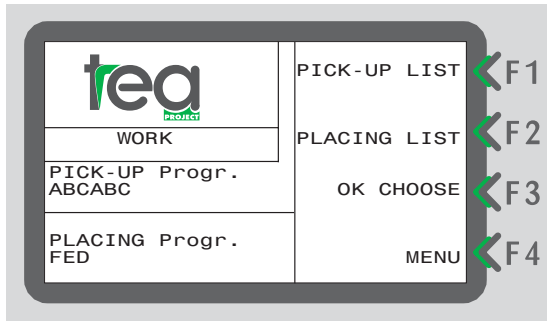 tea
PROJECT
WORK
PICK-UP Progr.
ABCABC
PLACING Progr.
FED
PICK-UP LIST
PLACING LIST
OK CHOOSE
MENU
F1
F2
F3
F4